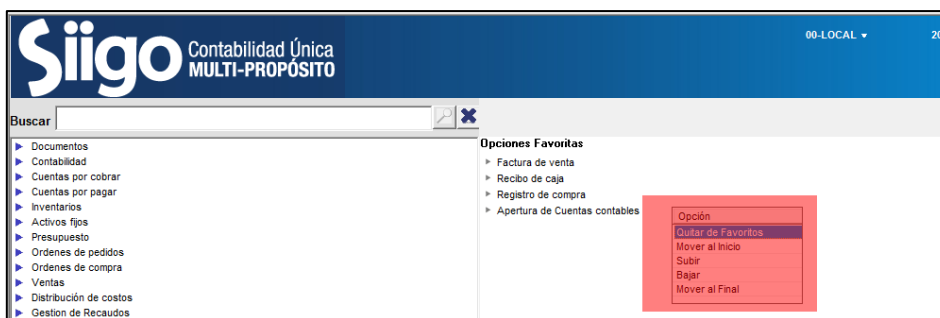 Siigo Contabilidad Única
MULTI-PROPÓSITO
00-LOCAL
20
Buscar
Documentos
Contabilidad
Cuentas por cobrar
Cuentas por pagar
Inventarios
Activos fijos
Presupuesto
Ordenes de pedidos
Ordenes de compra
Ventas
Distribución de costos
Gestion de Recaudos
Opciones Favoritas
Factura de venta
Recibo de caja
Registro de compra
Apertura de Cuentas contables
Opción
Quitar de Favoritos
Mover al Inicio
Subir
Bajar
Mover al Final